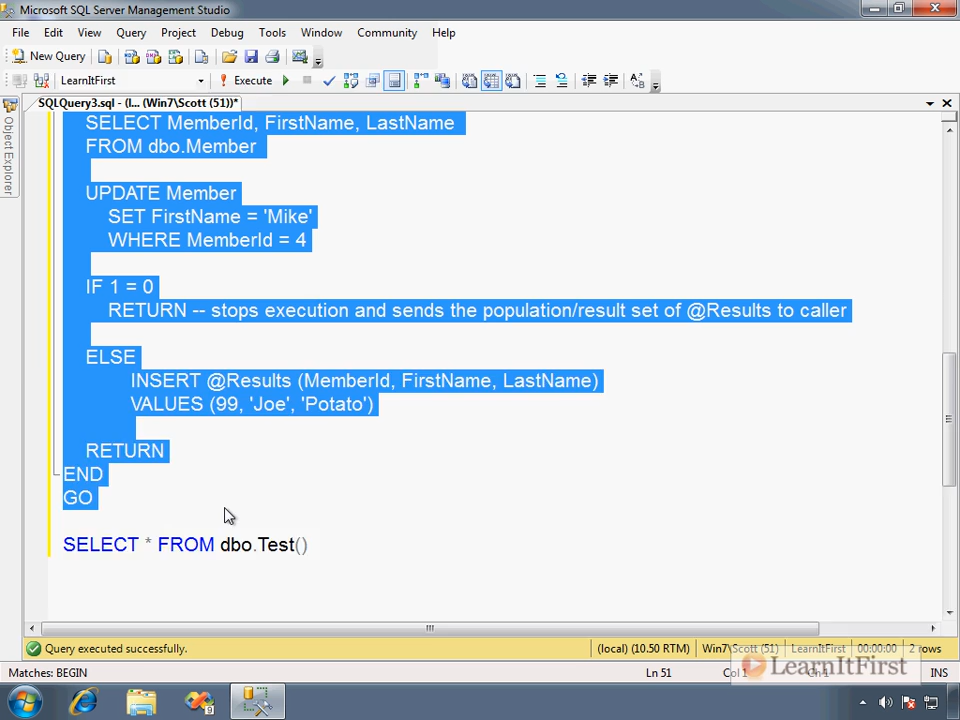 Microsoft SQL Server Management Studio
File Edit View Query Project Debug Tools Window Community Help
New Query
LearnItFirst Execute
SQLQuery3.sql - (l... (Win7\Scott (51))*
Object Explorer
SELECT MemberId, FirstName, LastName
FROM dbo.Member
UPDATE Member
SET FirstName = 'Mike'
WHERE MemberId = 4
IF 1 = 0
RETURN -- stops execution and sends the population/result set of @Results to caller
ELSE
INSERT @Results (MemberId, FirstName, LastName)
VALUES (99, 'Joe', 'Potato')
RETURN
END
GO
SELECT * FROM dbo.Test()
Query executed successfully. (local) (10.50 RTM) Win7\Scott (51) LearnItFirst 00:00:00 2 rows
Matches: BEGIN Ln 51 Col 1 Ch 1 INS
LearnItFirst
9